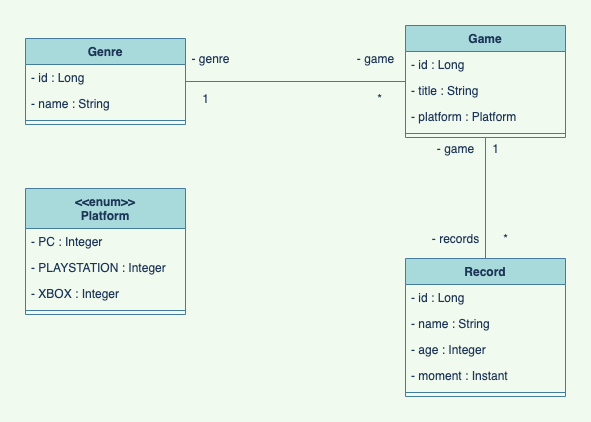 Genre
- id : Long
- name : String
- genre
1
- game
*
Game
- id : Long
- title : String
- platform : Platform
- game
1
- records
*
<<enum>>
Platform
- PC : Integer
- PLAYSTATION : Integer
- XBOX : Integer
Record
- id : Long
- name : String
- age : Integer
- moment : Instant